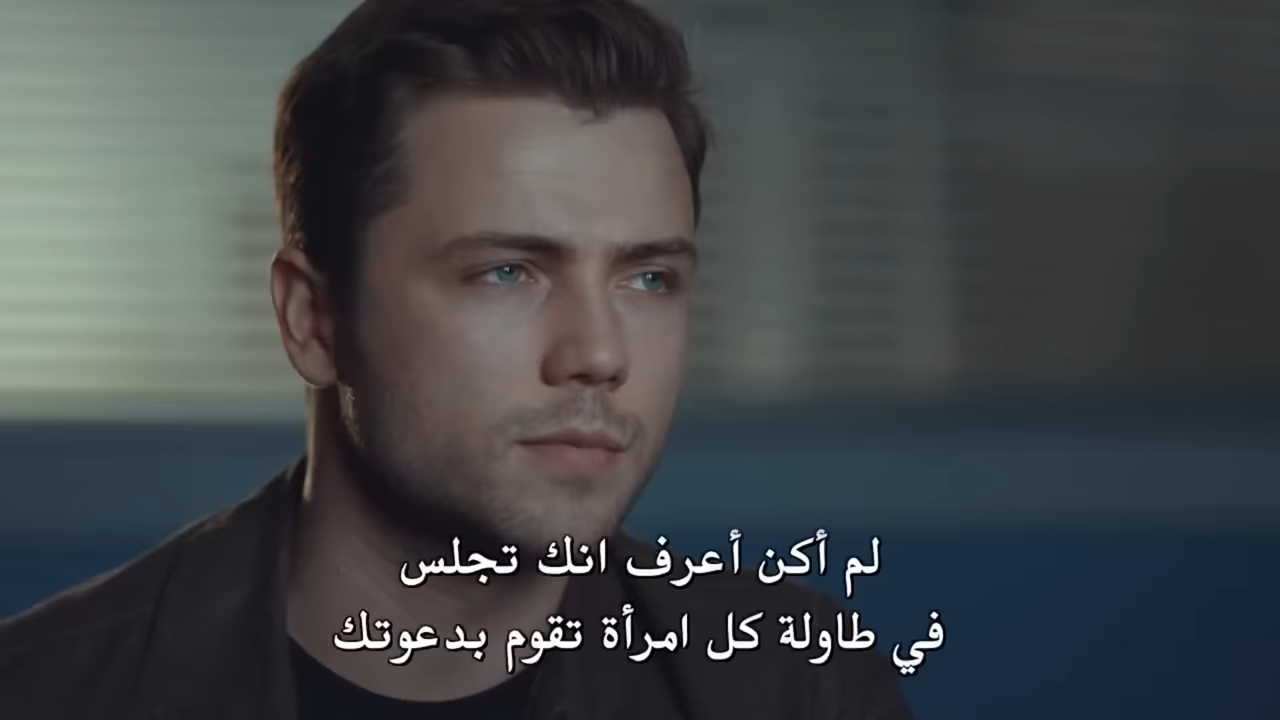 لم أكن أعرف انك تجلس
في طاولة كل امرأة تقوم بدعوتك